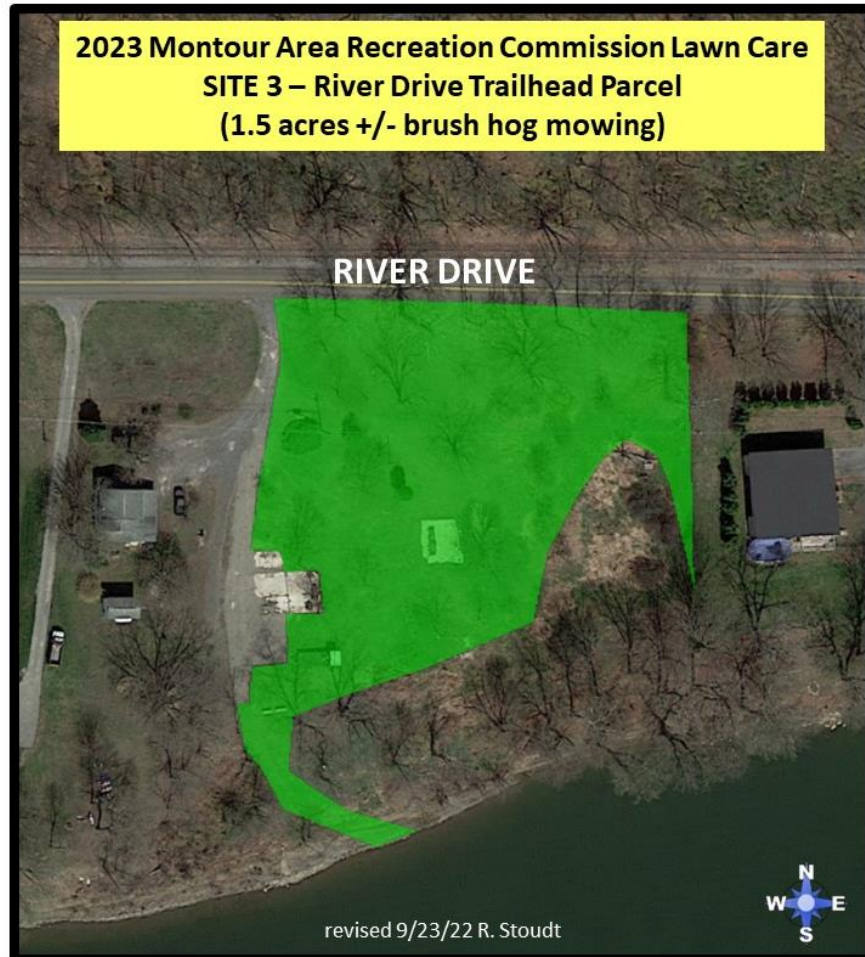 2023 Montour Area Recreation Commission Lawn Care
SITE 3 – River Drive Trailhead Parcel
(1.5 acres +/- brush hog mowing)
RIVER DRIVE
N
W E
S
revised 9/23/22 R. Stoudt